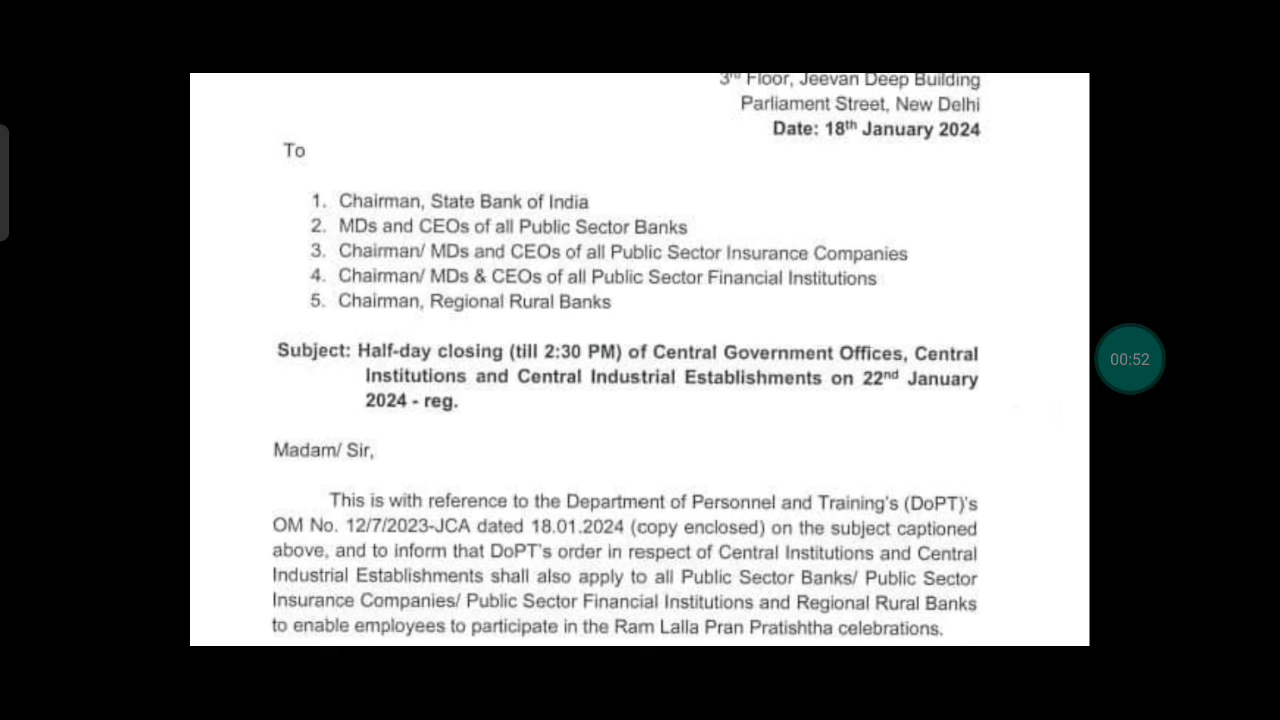 3rd Floor, Jeevan Deep Building
Parliament Street, New Delhi
Date: 18th January 2024
To
1. Chairman, State Bank of India
2. MDs and CEOs of all Public Sector Banks
3. Chairman/ MDs and CEOs of all Public Sector Insurance Companies
4. Chairman/ MDs & CEOs of all Public Sector Financial Institutions
5. Chairman, Regional Rural Banks
Subject: Half-day closing (till 2:30 PM) of Central Government Offices, Central
Institutions and Central Industrial Establishments on 22nd January
2024 - reg.
00:52
Madam/ Sir,
This is with reference to the Department of Personnel and Training's (DoPT)'s
OM No. 12/7/2023-JCA dated 18.01.2024 (copy enclosed) on the subject captioned
above, and to inform that DoPT's order in respect of Central Institutions and Central
Industrial Establishments shall also apply to all Public Sector Banks/ Public Sector
Insurance Companies/ Public Sector Financial Institutions and Regional Rural Banks
to enable employees to participate in the Ram Lalla Pran Pratishtha celebrations.